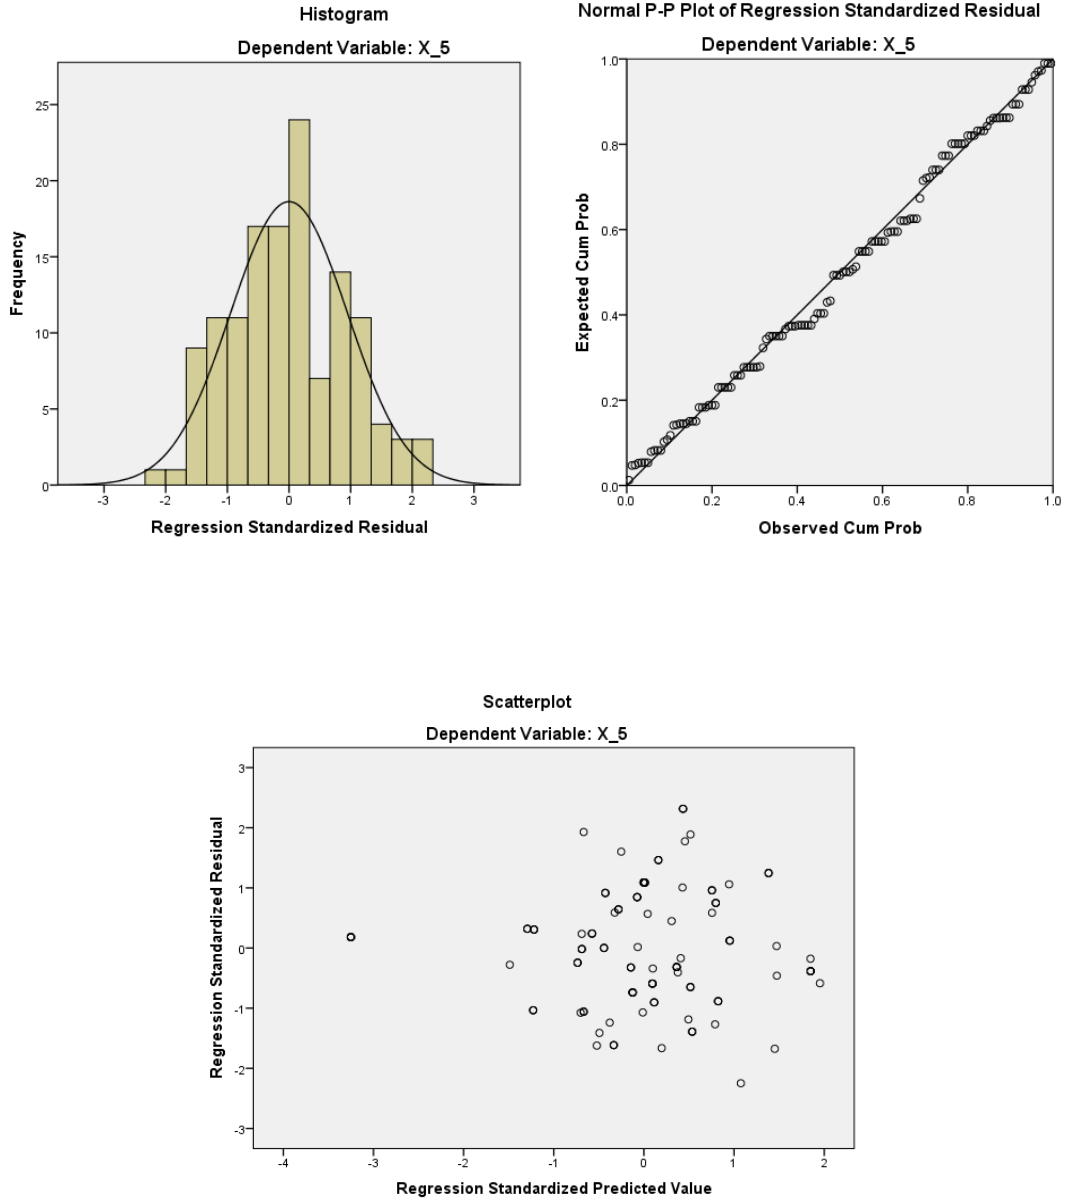 Histogram
Dependent Variable: X_5
25
20
15
10
5
0
Frequency
-3 -2 -1 0 1 2 3
Regression Standardized Residual
Normal P-P Plot of Regression Standardized Residual
Dependent Variable: X_5
1.0
0.8
0.6
0.4
0.2
0.0
Expected Cum Prob
0.0 0.2 0.4 0.6 0.8 1.0
Observed Cum Prob
Scatterplot
Dependent Variable: X_5
3
2
1
0
-1
-2
-3
Regression Standardized Residual
-4 -3 -2 -1 0 1 2
Regression Standardized Predicted Value